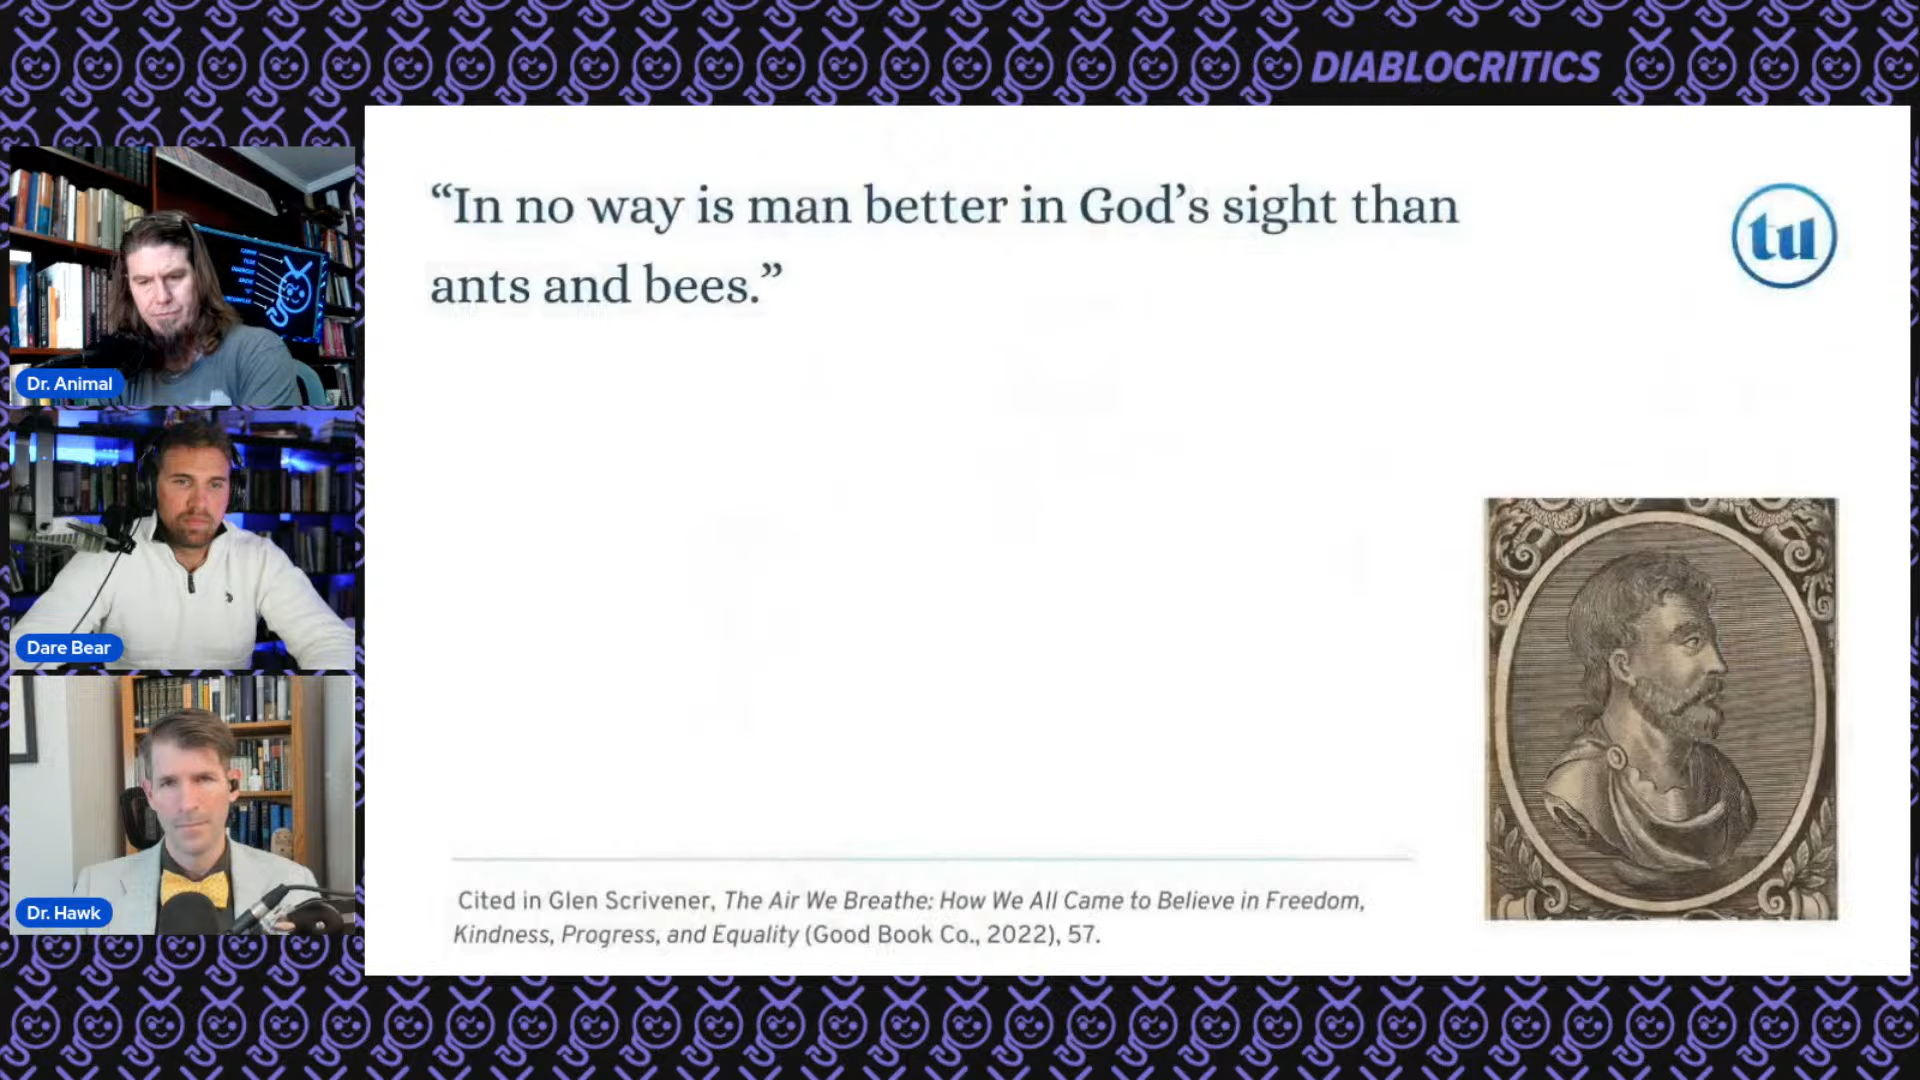 DIABLOCRITICS
“In no way is man better in God’s sight than
ants and bees.”
tu
Dr. Animal
Dare Bear
Dr. Hawk
Cited in Glen Scrivener, The Air We Breathe: How We All Came to Believe in Freedom,
Kindness, Progress, and Equality (Good Book Co., 2022), 57.